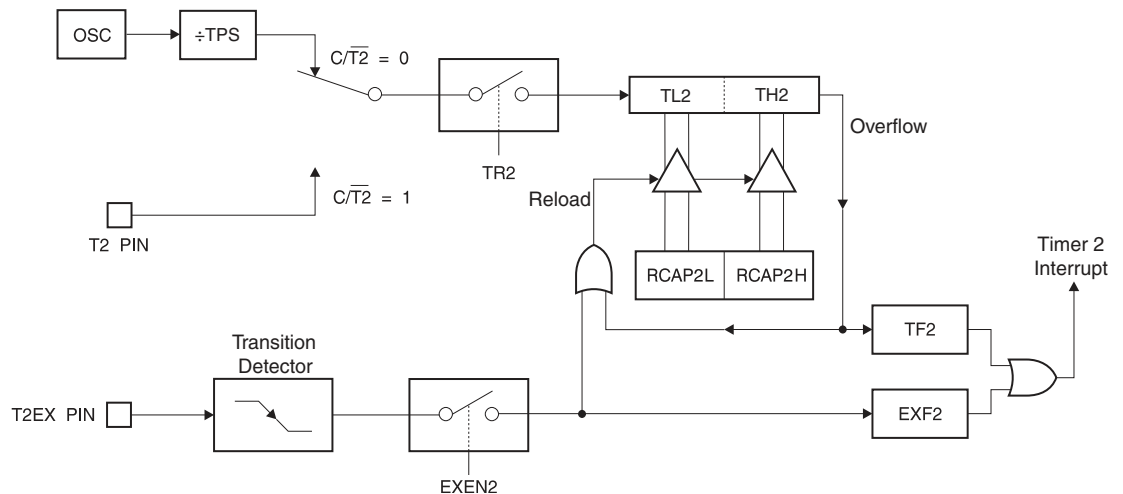 OSC
÷TPS
C/T2̅ = 0
TR2
TL2
TH2
Overflow
C/T2̅ = 1
T2 PIN
Reload
RCAP2L
RCAP2H
Timer 2
Interrupt
TF2
Transition
Detector
T2EX PIN
EXF2
EXEN2